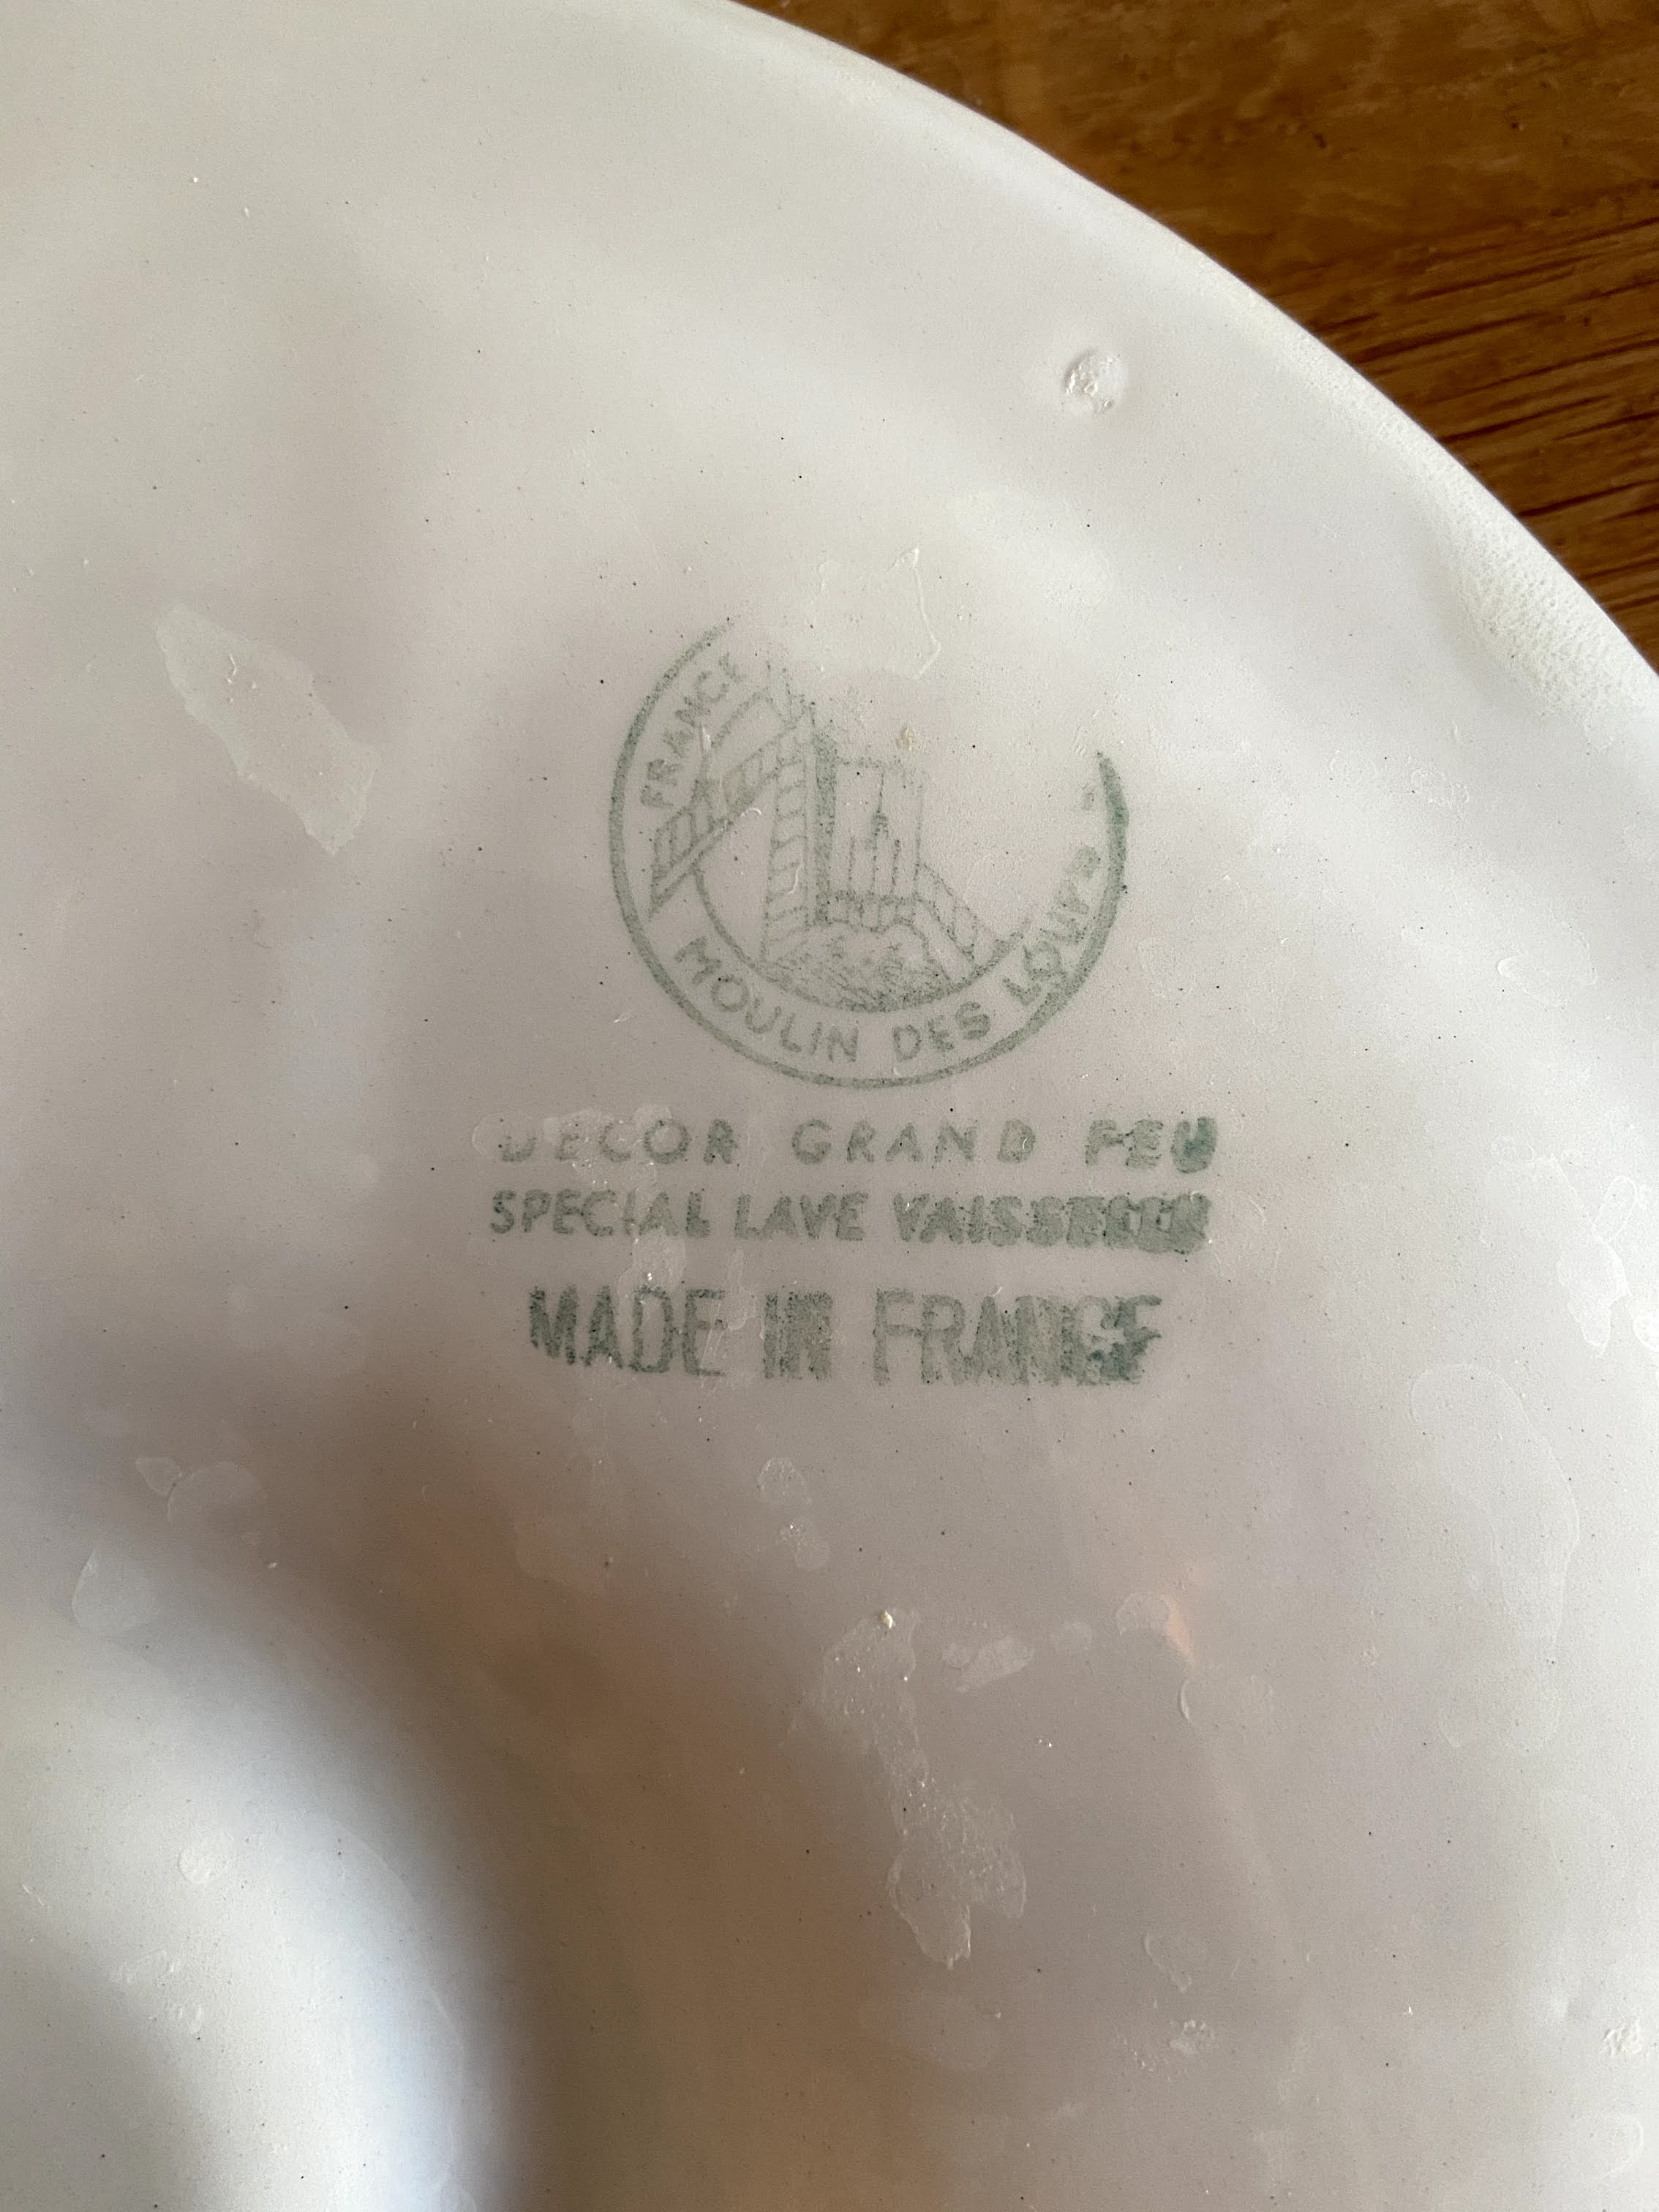 FRANCE
MOULIN DES LOUPS
DECOR GRAND FEU
SPECIAL LAVE VAISSELLE
MADE IN FRANCE